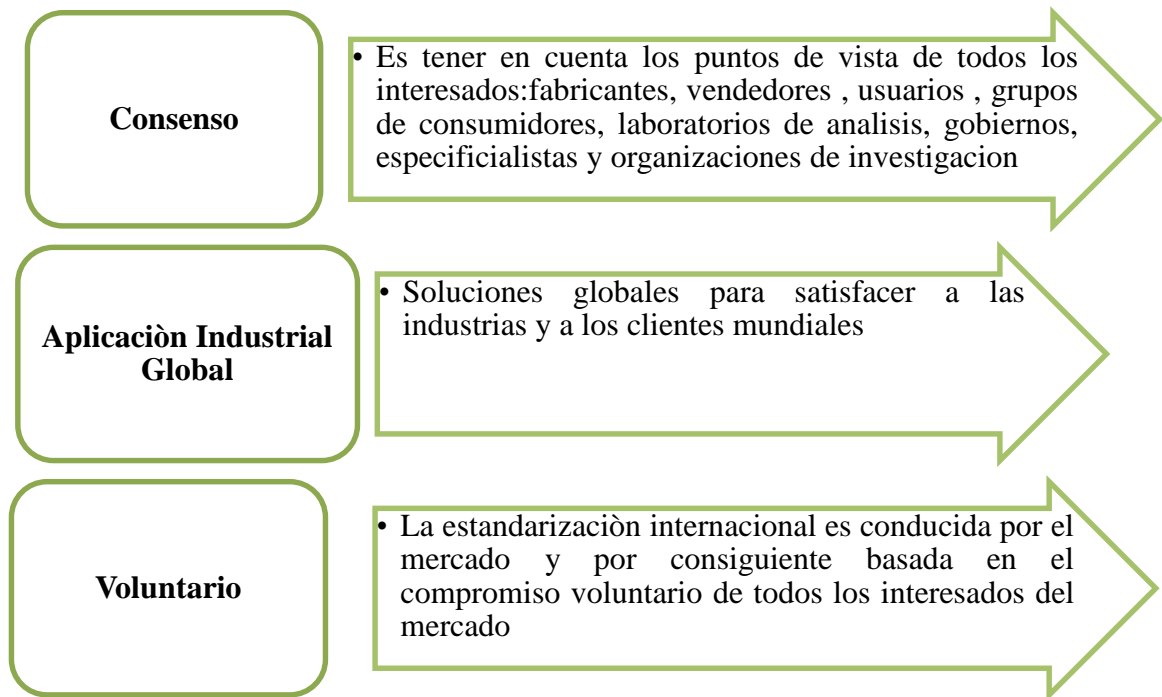 Consenso
• Es tener en cuenta los puntos de vista de todos los
interesados:fabricantes, vendedores , usuarios , grupos
de consumidores, laboratorios de analisis, gobiernos,
especificialistas y organizaciones de investigacion
Aplicaciòn Industrial
Global
• Soluciones globales para satisfacer a las
industrias y a los clientes mundiales
Voluntario
• La estandarizaciòn internacional es conducida por el
mercado y por consiguiente basada en el
compromiso voluntario de todos los interesados del
mercado